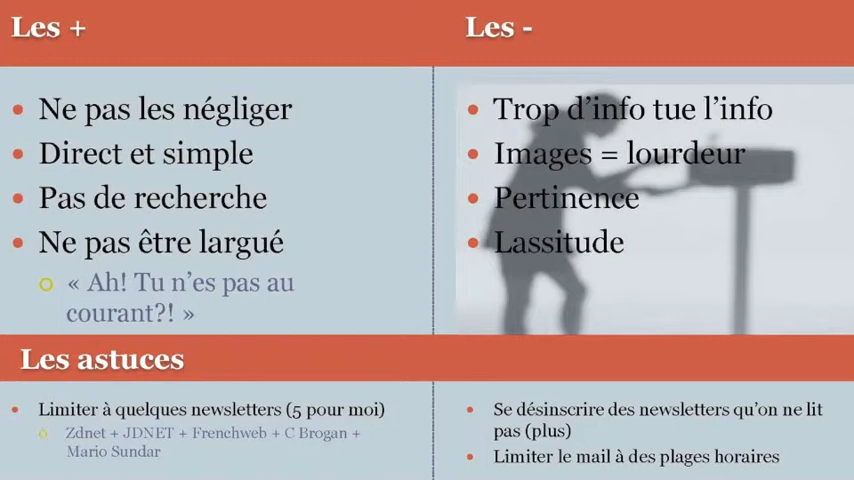 Les +
Ne pas les négliger
Direct et simple
Pas de recherche
Ne pas être largué
« Ah! Tu n'es pas au
courant?! »
Les -
Trop d'info tue l'info
Images = lourdeur
Pertinence
Lassitude
Les astuces
Limiter à quelques newsletters (5 pour moi)
Zdnet + JDNET + Frenchweb + C Brogan +
Mario Sundar
Se désinscrire des newsletters qu'on ne lit
pas (plus)
Limiter le mail à des plages horaires